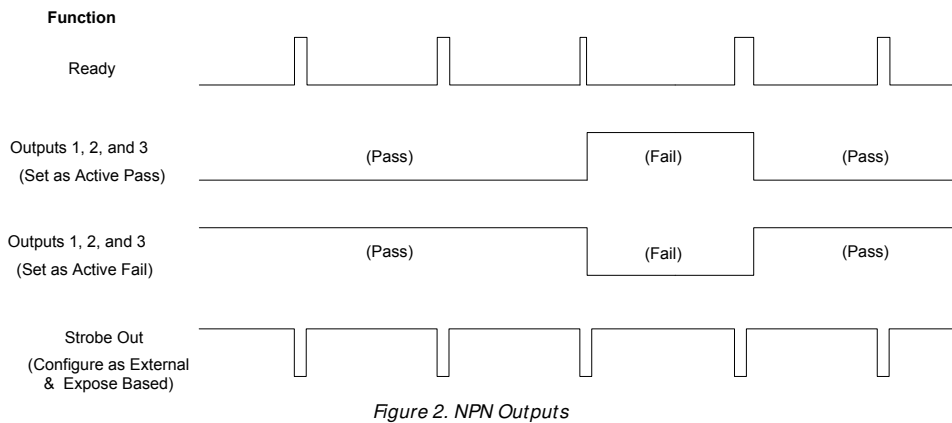 Function
Ready
Outputs 1, 2, and 3
(Set as Active Pass)
(Pass)
(Fail)
(Pass)
Outputs 1, 2, and 3
(Set as Active Fail)
(Pass)
(Fail)
(Pass)
Strobe Out
(Configure as External
& Expose Based)
Figure 2. NPN Outputs